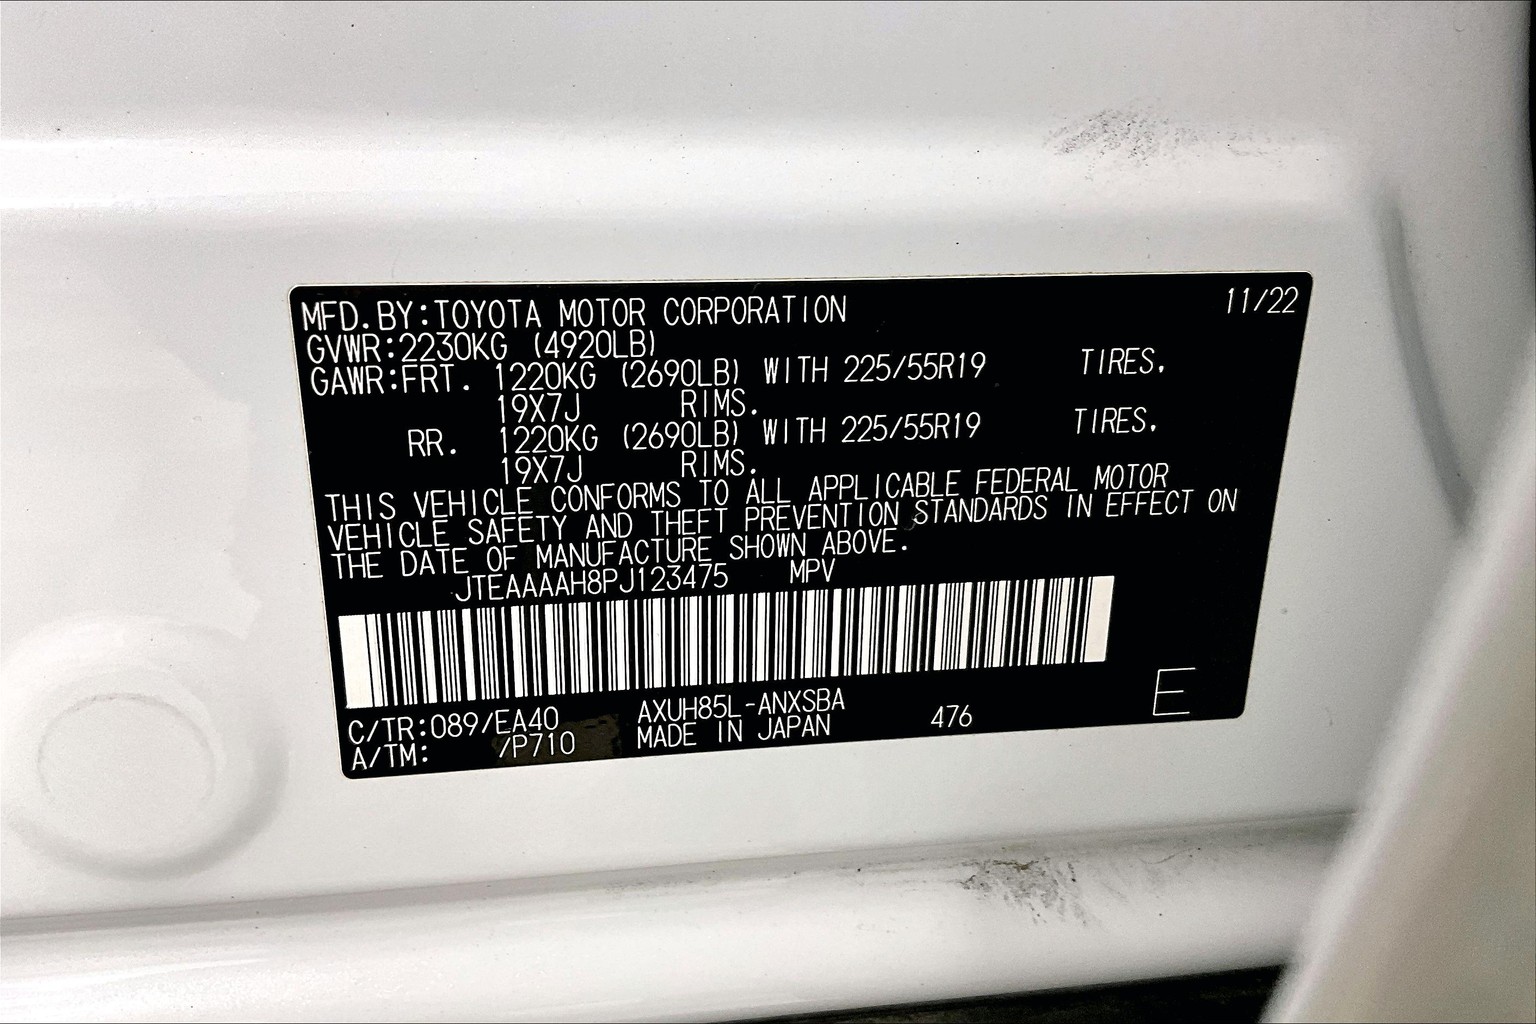 MFD.BY:TOYOTA MOTOR CORPORATION 11/22
GVWR:2230KG (4920LB)
GAWR:FRT. 1220KG (2690LB) WITH 225/55R19 TIRES.
19X7J RIMS.
RR. 1220KG (2690LB) WITH 225/55R19 TIRES.
19X7J RIMS.
THIS VEHICLE CONFORMS TO ALL APPLICABLE FEDERAL MOTOR
VEHICLE SAFETY AND THEFT PREVENTION STANDARDS IN EFFECT ON
THE DATE OF MANUFACTURE SHOWN ABOVE.
JTEAAAAH8PJ123475 MPV
C/TR:089/EA40 AXUH85L-ANXSBA 476 E
A/TM: /P710 MADE IN JAPAN